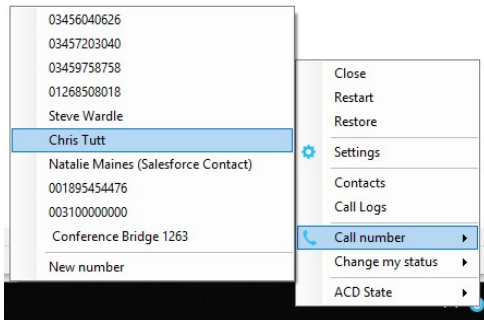 03456040626
03457203040
03459758758
01268508018
Steve Wardle
Chris Tutt
Natalie Maines (Salesforce Contact)
001895454476
003100000000
Conference Bridge 1263
New number
Close
Restart
Restore
Settings
Contacts
Call Logs
Call number
Change my status
ACD State